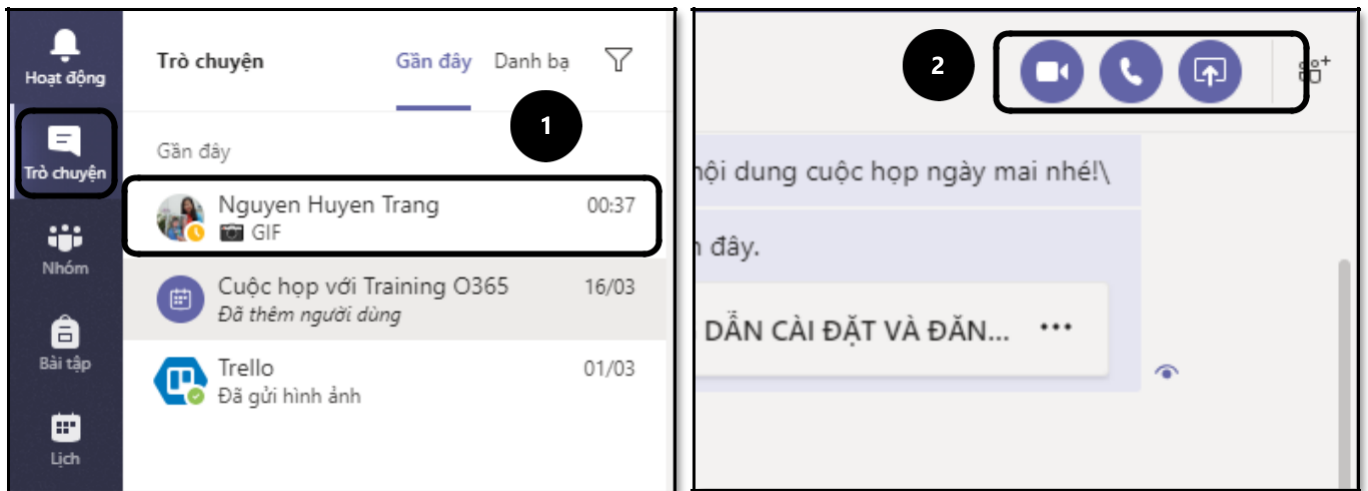 Hoạt động
Trò chuyện
Nhóm
Bài tập
Lịch
Trò chuyện Gần đây Danh bạ
1
Gần đây
Nguyen Huyen Trang 00:37
GIF
Cuộc họp với Training O365 16/03
Đã thêm người dùng
Trello 01/03
Đã gửi hình ảnh
2
nội dung cuộc họp ngày mai nhé!\
đây.
DẪN CÀI ĐẶT VÀ ĐĂN... ...